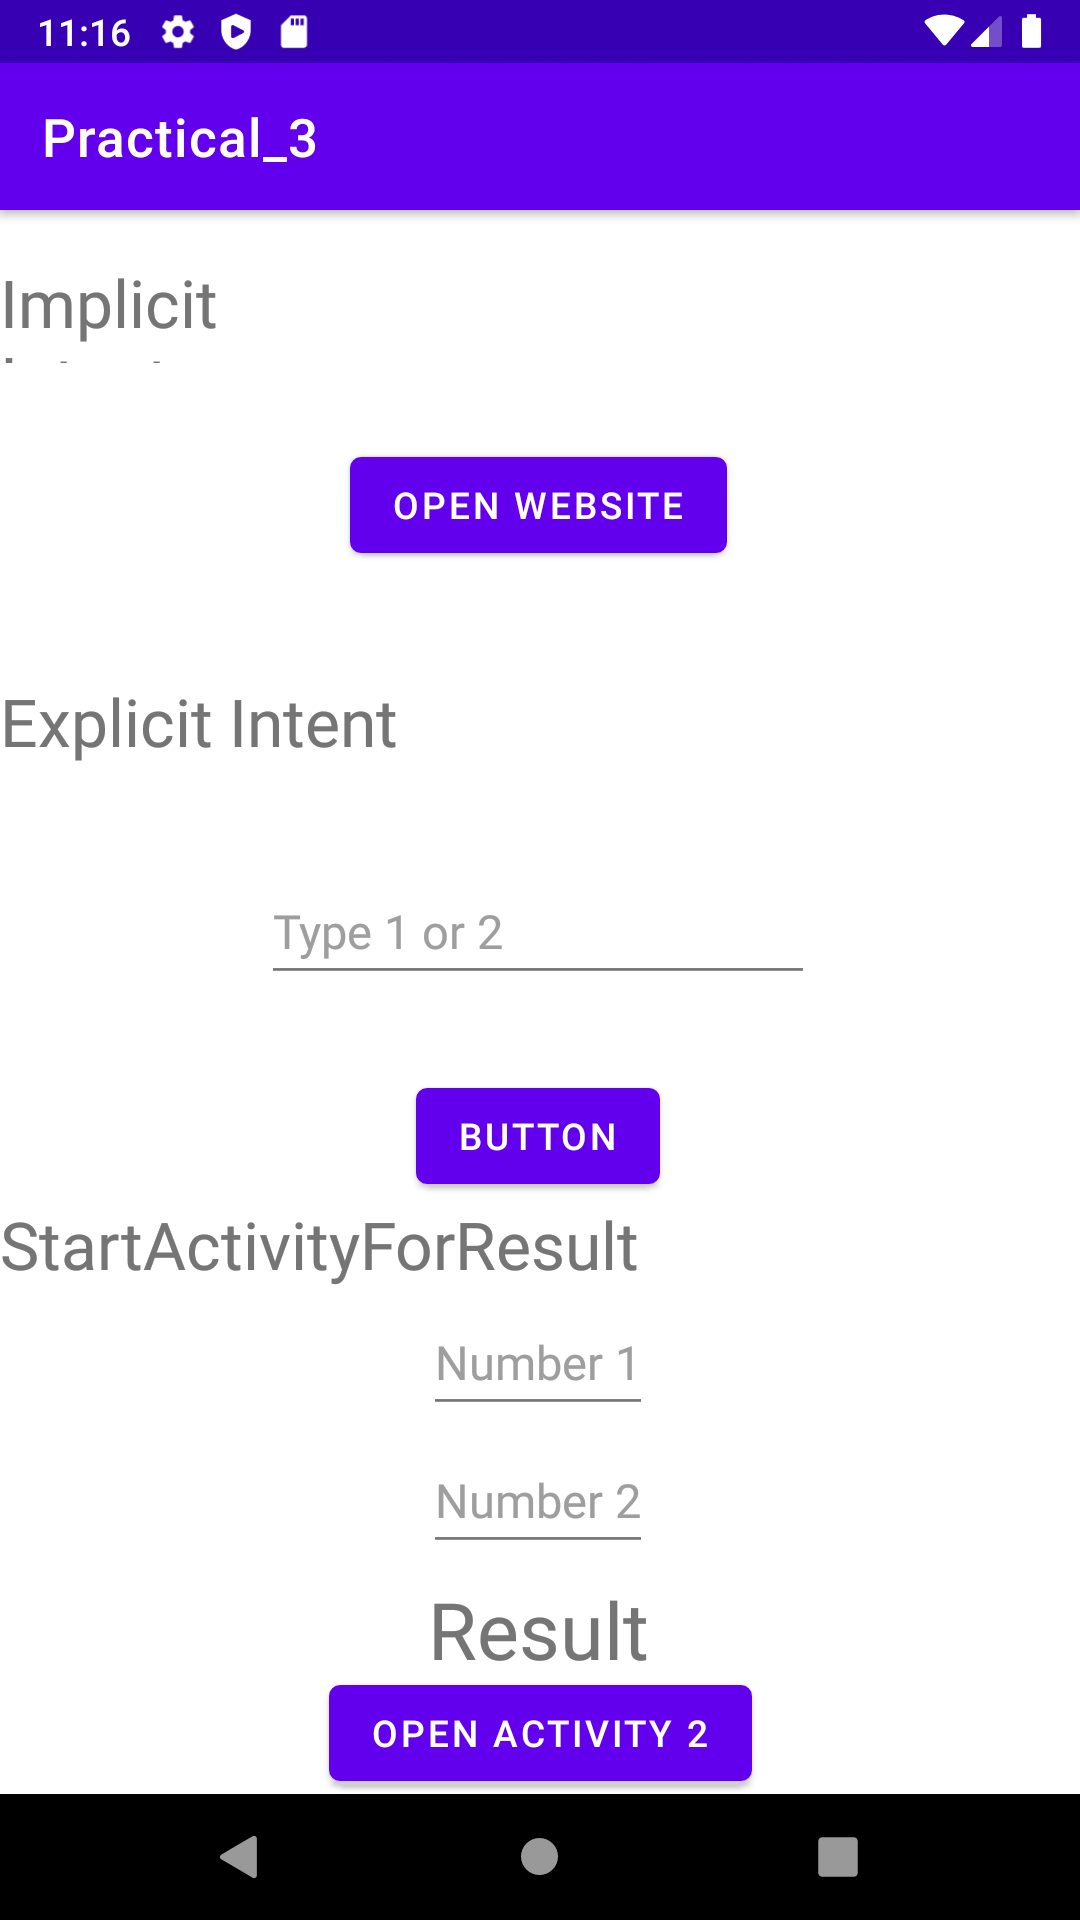 11:16
Practical_3
Implicit
OPEN WEBSITE
Explicit Intent
Type 1 or 2
BUTTON
StartActivityForResult
Number 1
Number 2
Result
OPEN ACTIVITY 2